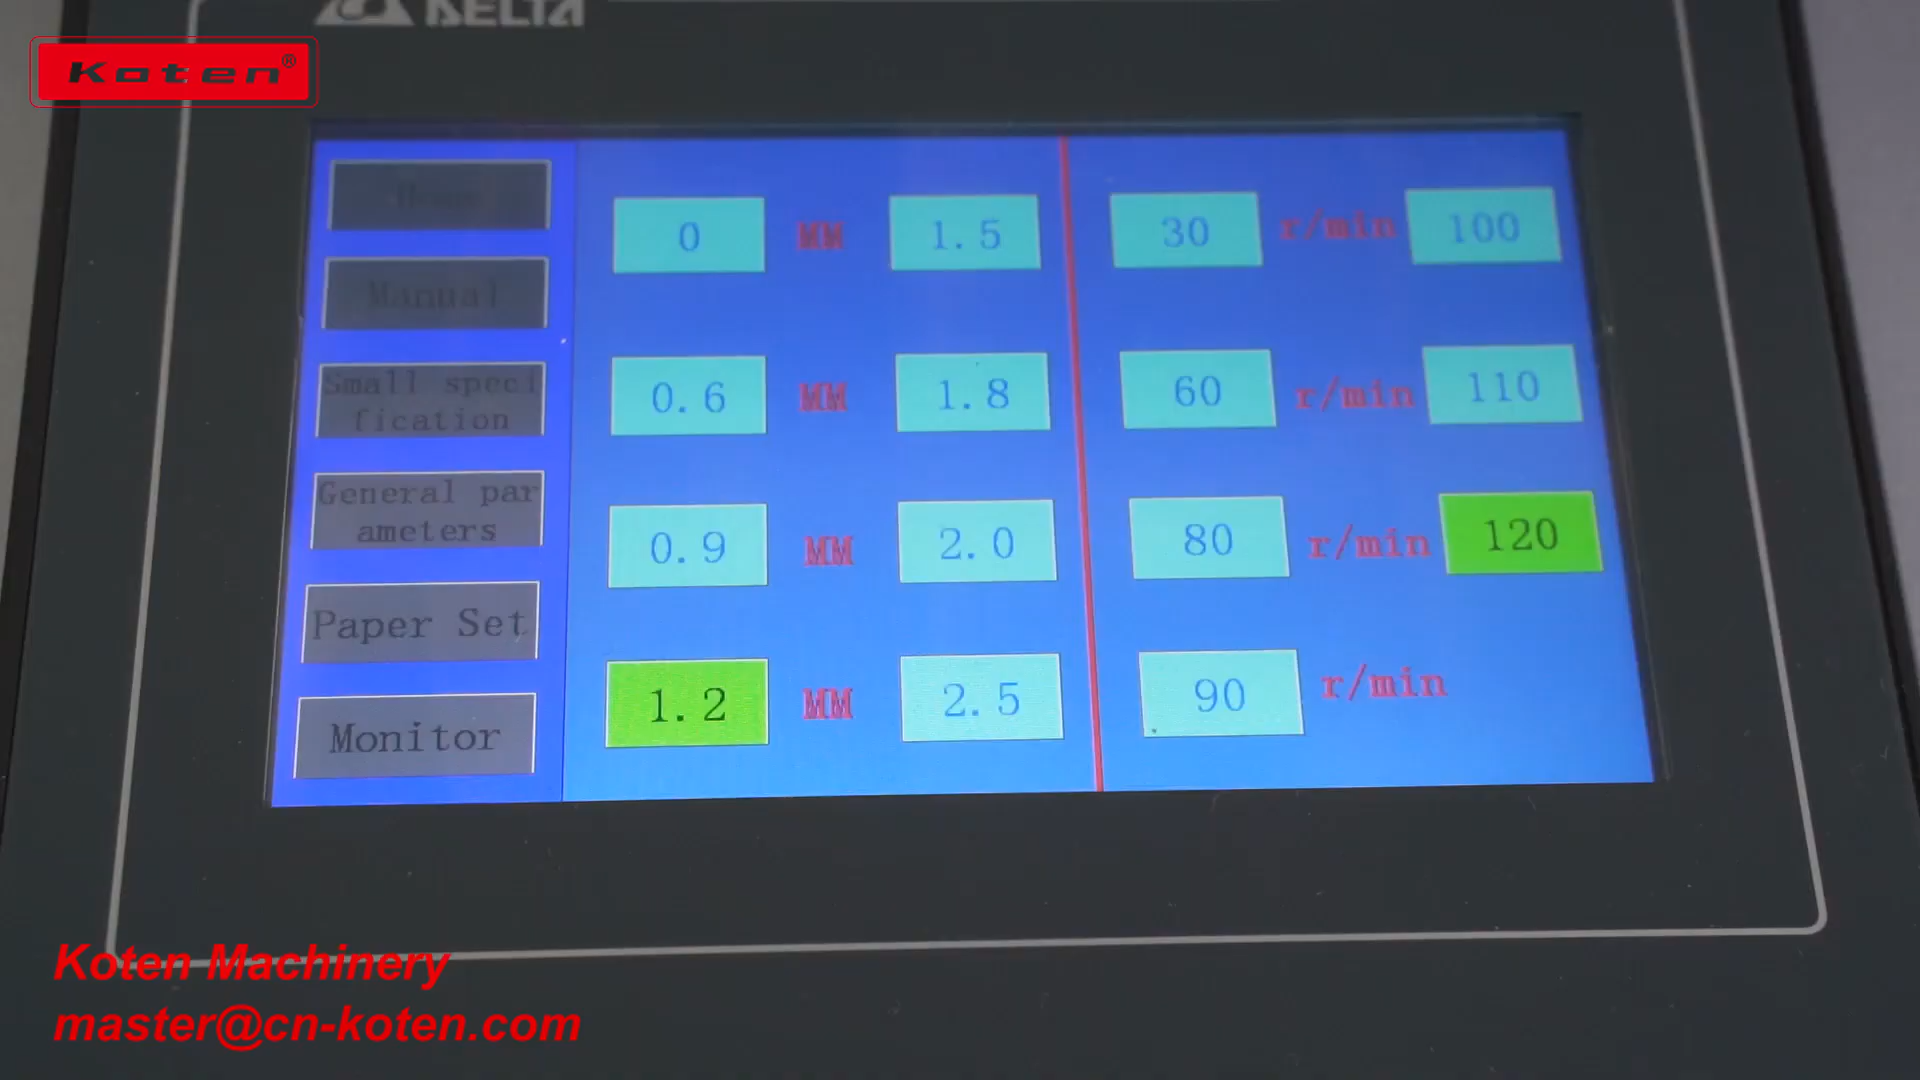 DELTA
Koten®
Home
Manual
Small speci
fication
General par
ameters
Paper Set
Monitor
0 MM 1.5
0.6 MM 1.8
0.9 MM 2.0
1.2 MM 2.5
30 r/min 100
60 r/min 110
80 r/min 120
90 r/min
Koten Machinery
master@cn-koten.com